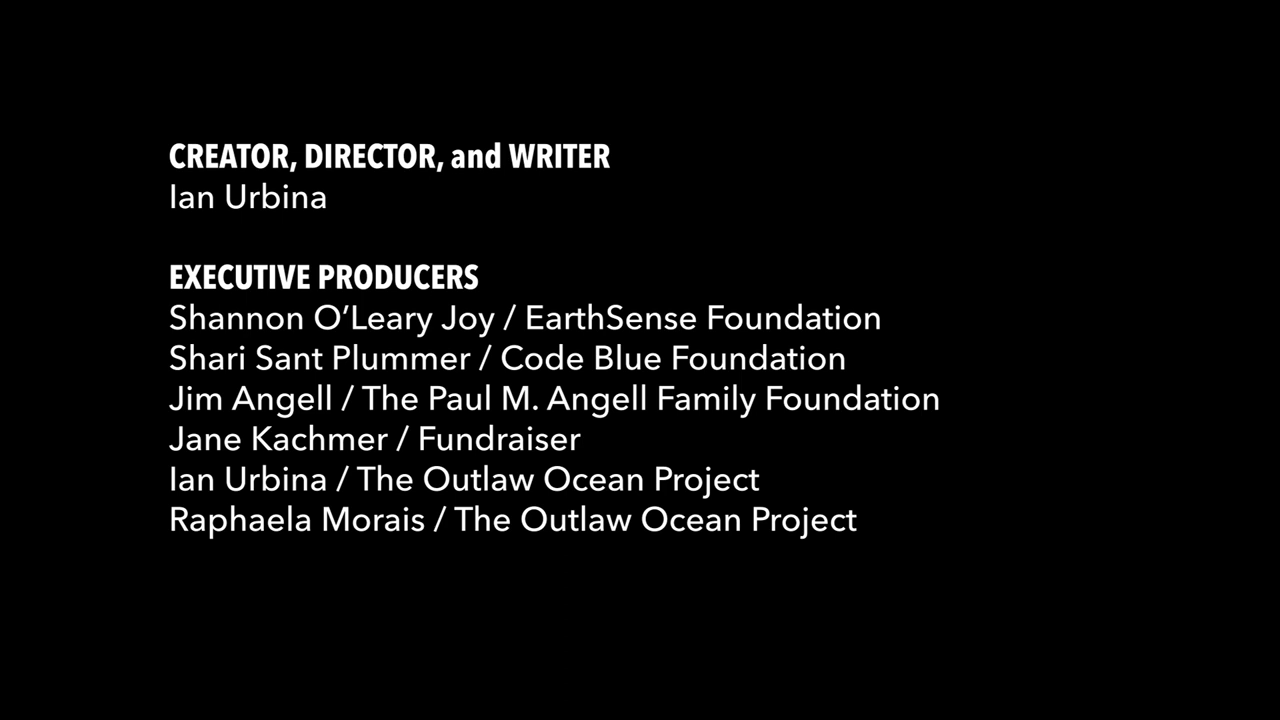 CREATOR, DIRECTOR, and WRITER
Ian Urbina
EXECUTIVE PRODUCERS
Shannon O’Leary Joy / EarthSense Foundation
Shari Sant Plummer / Code Blue Foundation
Jim Angell / The Paul M. Angell Family Foundation
Jane Kachmer / Fundraiser
Ian Urbina / The Outlaw Ocean Project
Raphaela Morais / The Outlaw Ocean Project